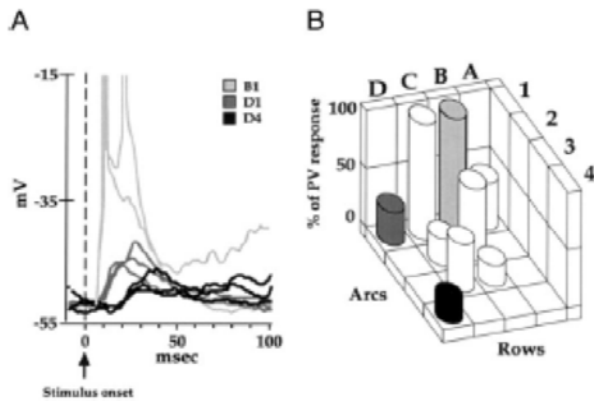 A
-15
-35
-55
mV
B1
D1
D4
0
50
100
msec
Stimulus onset
B
% of PV response
100
50
0
D
C
B
A
1
2
3
4
Arcs
Rows